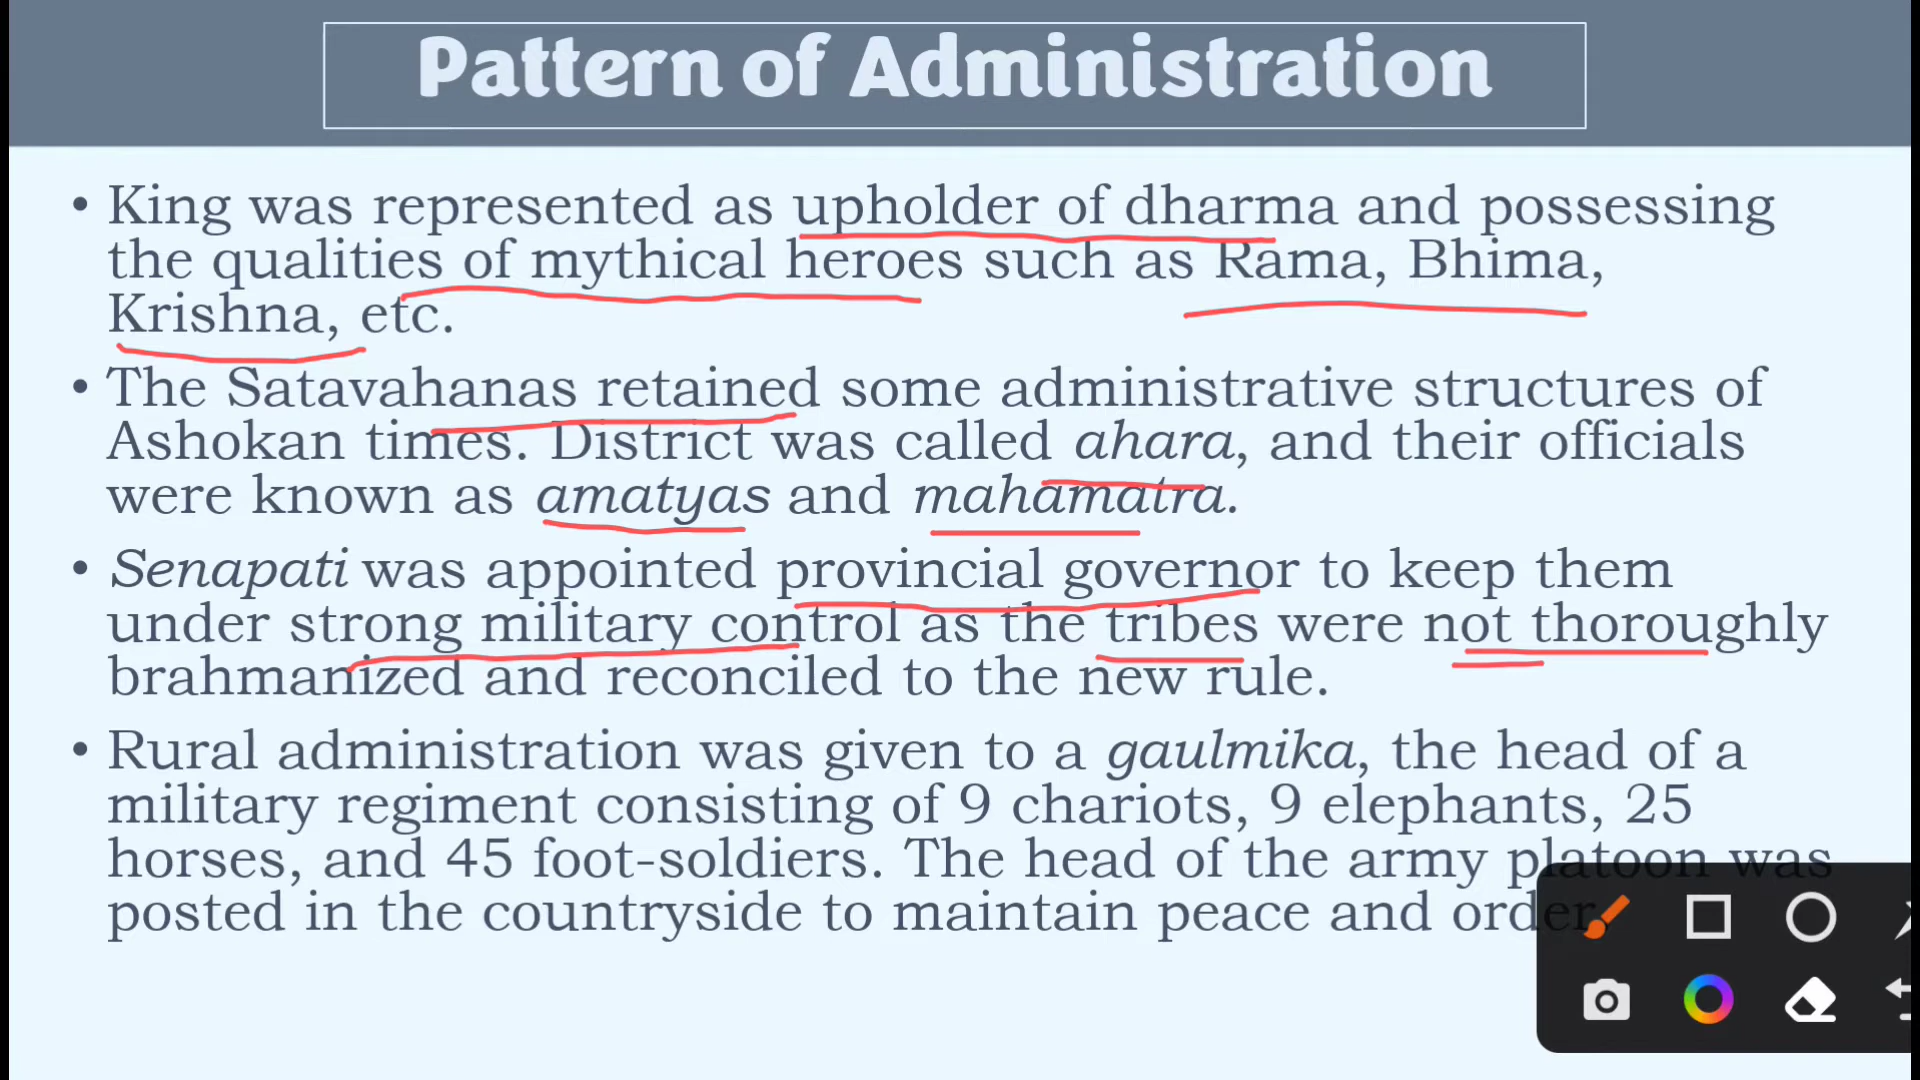 Pattern of Administration
• King was represented as upholder of dharma and possessing
the qualities of mythical heroes such as Rama, Bhima,
Krishna, etc.
• The Satavahanas retained some administrative structures of
Ashokan times. District was called ahara, and their officials
were known as amatyas and mahamatra.
• Senapati was appointed provincial governor to keep them
under strong military control as the tribes were not thoroughly
brahmanized and reconciled to the new rule.
• Rural administration was given to a gaulmika, the head of a
military regiment consisting of 9 chariots, 9 elephants, 25
horses, and 45 foot-soldiers. The head of the army platoon was
posted in the countryside to maintain peace and order.